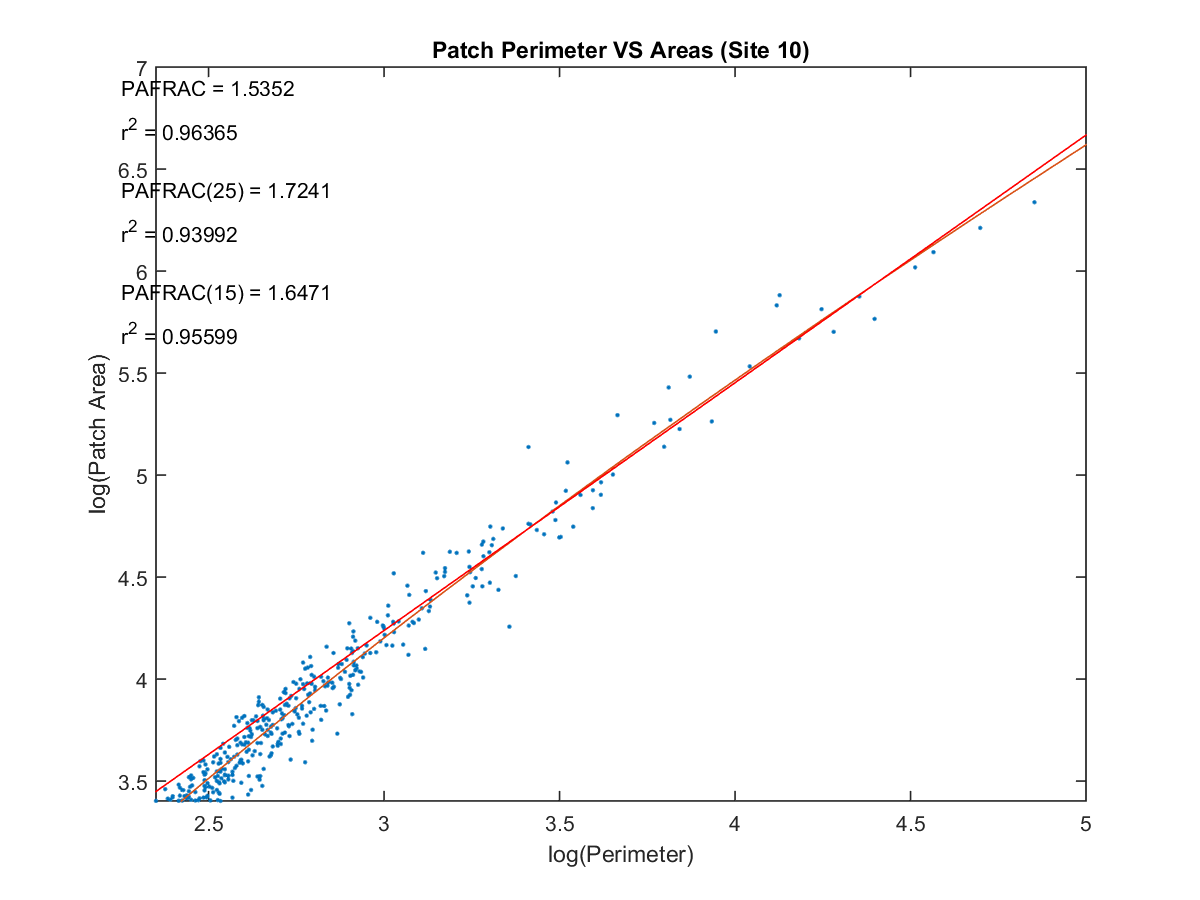 Patch Perimeter VS Areas (Site 10)
7
PAFRAC = 1.5352
r2 = 0.96365
6.5
PAFRAC(25) = 1.7241
r2 = 0.93992
6
PAFRAC(15) = 1.6471
r2 = 0.95599
5.5
5
4.5
4
3.5
log(Patch Area)
2.5 3 3.5 4 4.5 5
log(Perimeter)